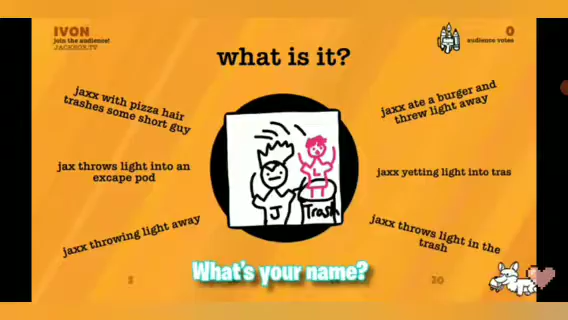 IVON
join the audience!
JACKBOX.TV
0
audience votes
what is it?
jaxx with pizza hair
trashes some short guy
jaxx ate a burger and
threw light away
jax throws light into an
excape pod
jaxx yetting light into tras
jaxx throwing light away
jaxx throws light in the
trash
L
J
Trash
What's your name?
20